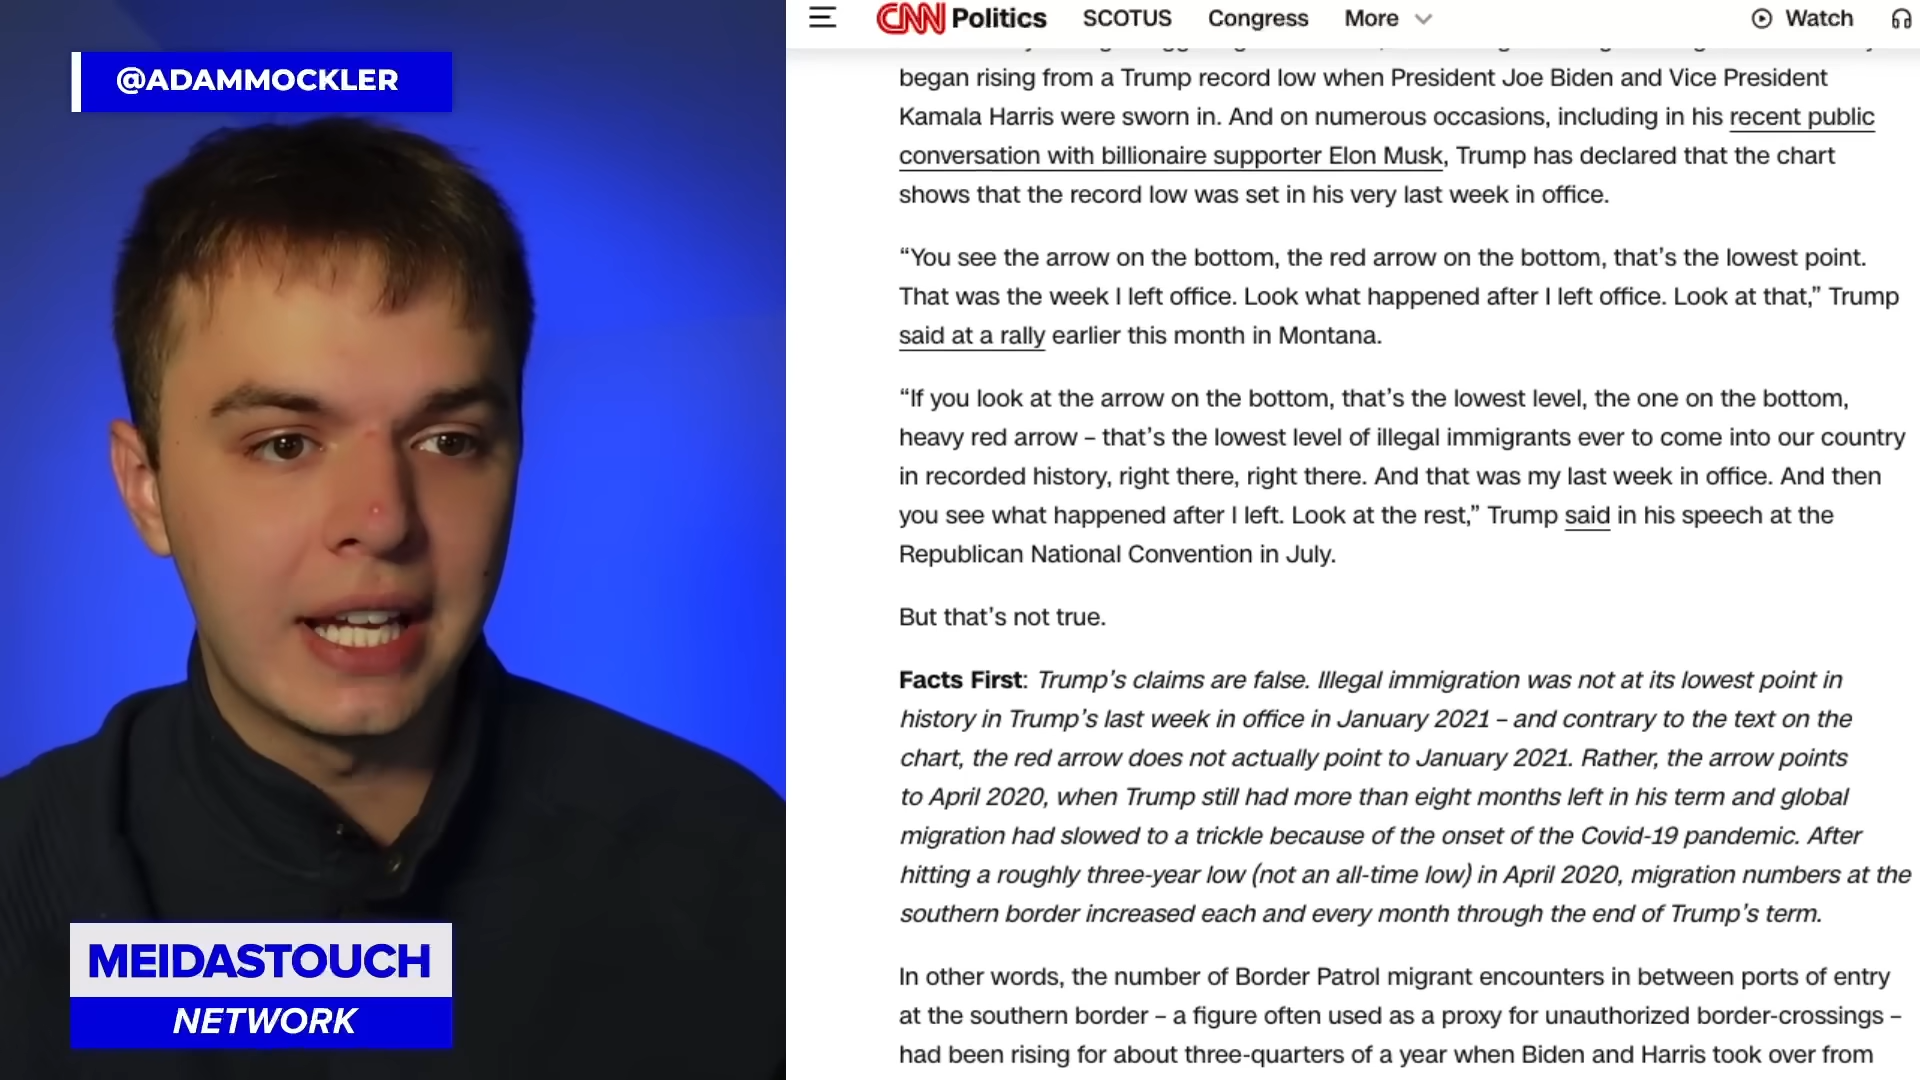 @ADAMMOCKLER
MEIDASTOUCH
NETWORK
CNN Politics SCOTUS Congress More Watch
began rising from a Trump record low when President Joe Biden and Vice President
Kamala Harris were sworn in. And on numerous occasions, including in his recent public
conversation with billionaire supporter Elon Musk, Trump has declared that the chart
shows that the record low was set in his very last week in office.
“You see the arrow on the bottom, the red arrow on the bottom, that’s the lowest point.
That was the week I left office. Look what happened after I left office. Look at that,” Trump
said at a rally earlier this month in Montana.
“If you look at the arrow on the bottom, that’s the lowest level, the one on the bottom,
heavy red arrow – that’s the lowest level of illegal immigrants ever to come into our country
in recorded history, right there, right there. And that was my last week in office. And then
you see what happened after I left. Look at the rest,” Trump said in his speech at the
Republican National Convention in July.
But that’s not true.
Facts First: Trump’s claims are false. Illegal immigration was not at its lowest point in
history in Trump’s last week in office in January 2021 – and contrary to the text on the
chart, the red arrow does not actually point to January 2021. Rather, the arrow points
to April 2020, when Trump still had more than eight months left in his term and global
migration had slowed to a trickle because of the onset of the Covid-19 pandemic. After
hitting a roughly three-year low (not an all-time low) in April 2020, migration numbers at the
southern border increased each and every month through the end of Trump’s term.
In other words, the number of Border Patrol migrant encounters in between ports of entry
at the southern border – a figure often used as a proxy for unauthorized border-crossings –
had been rising for about three-quarters of a year when Biden and Harris took over from